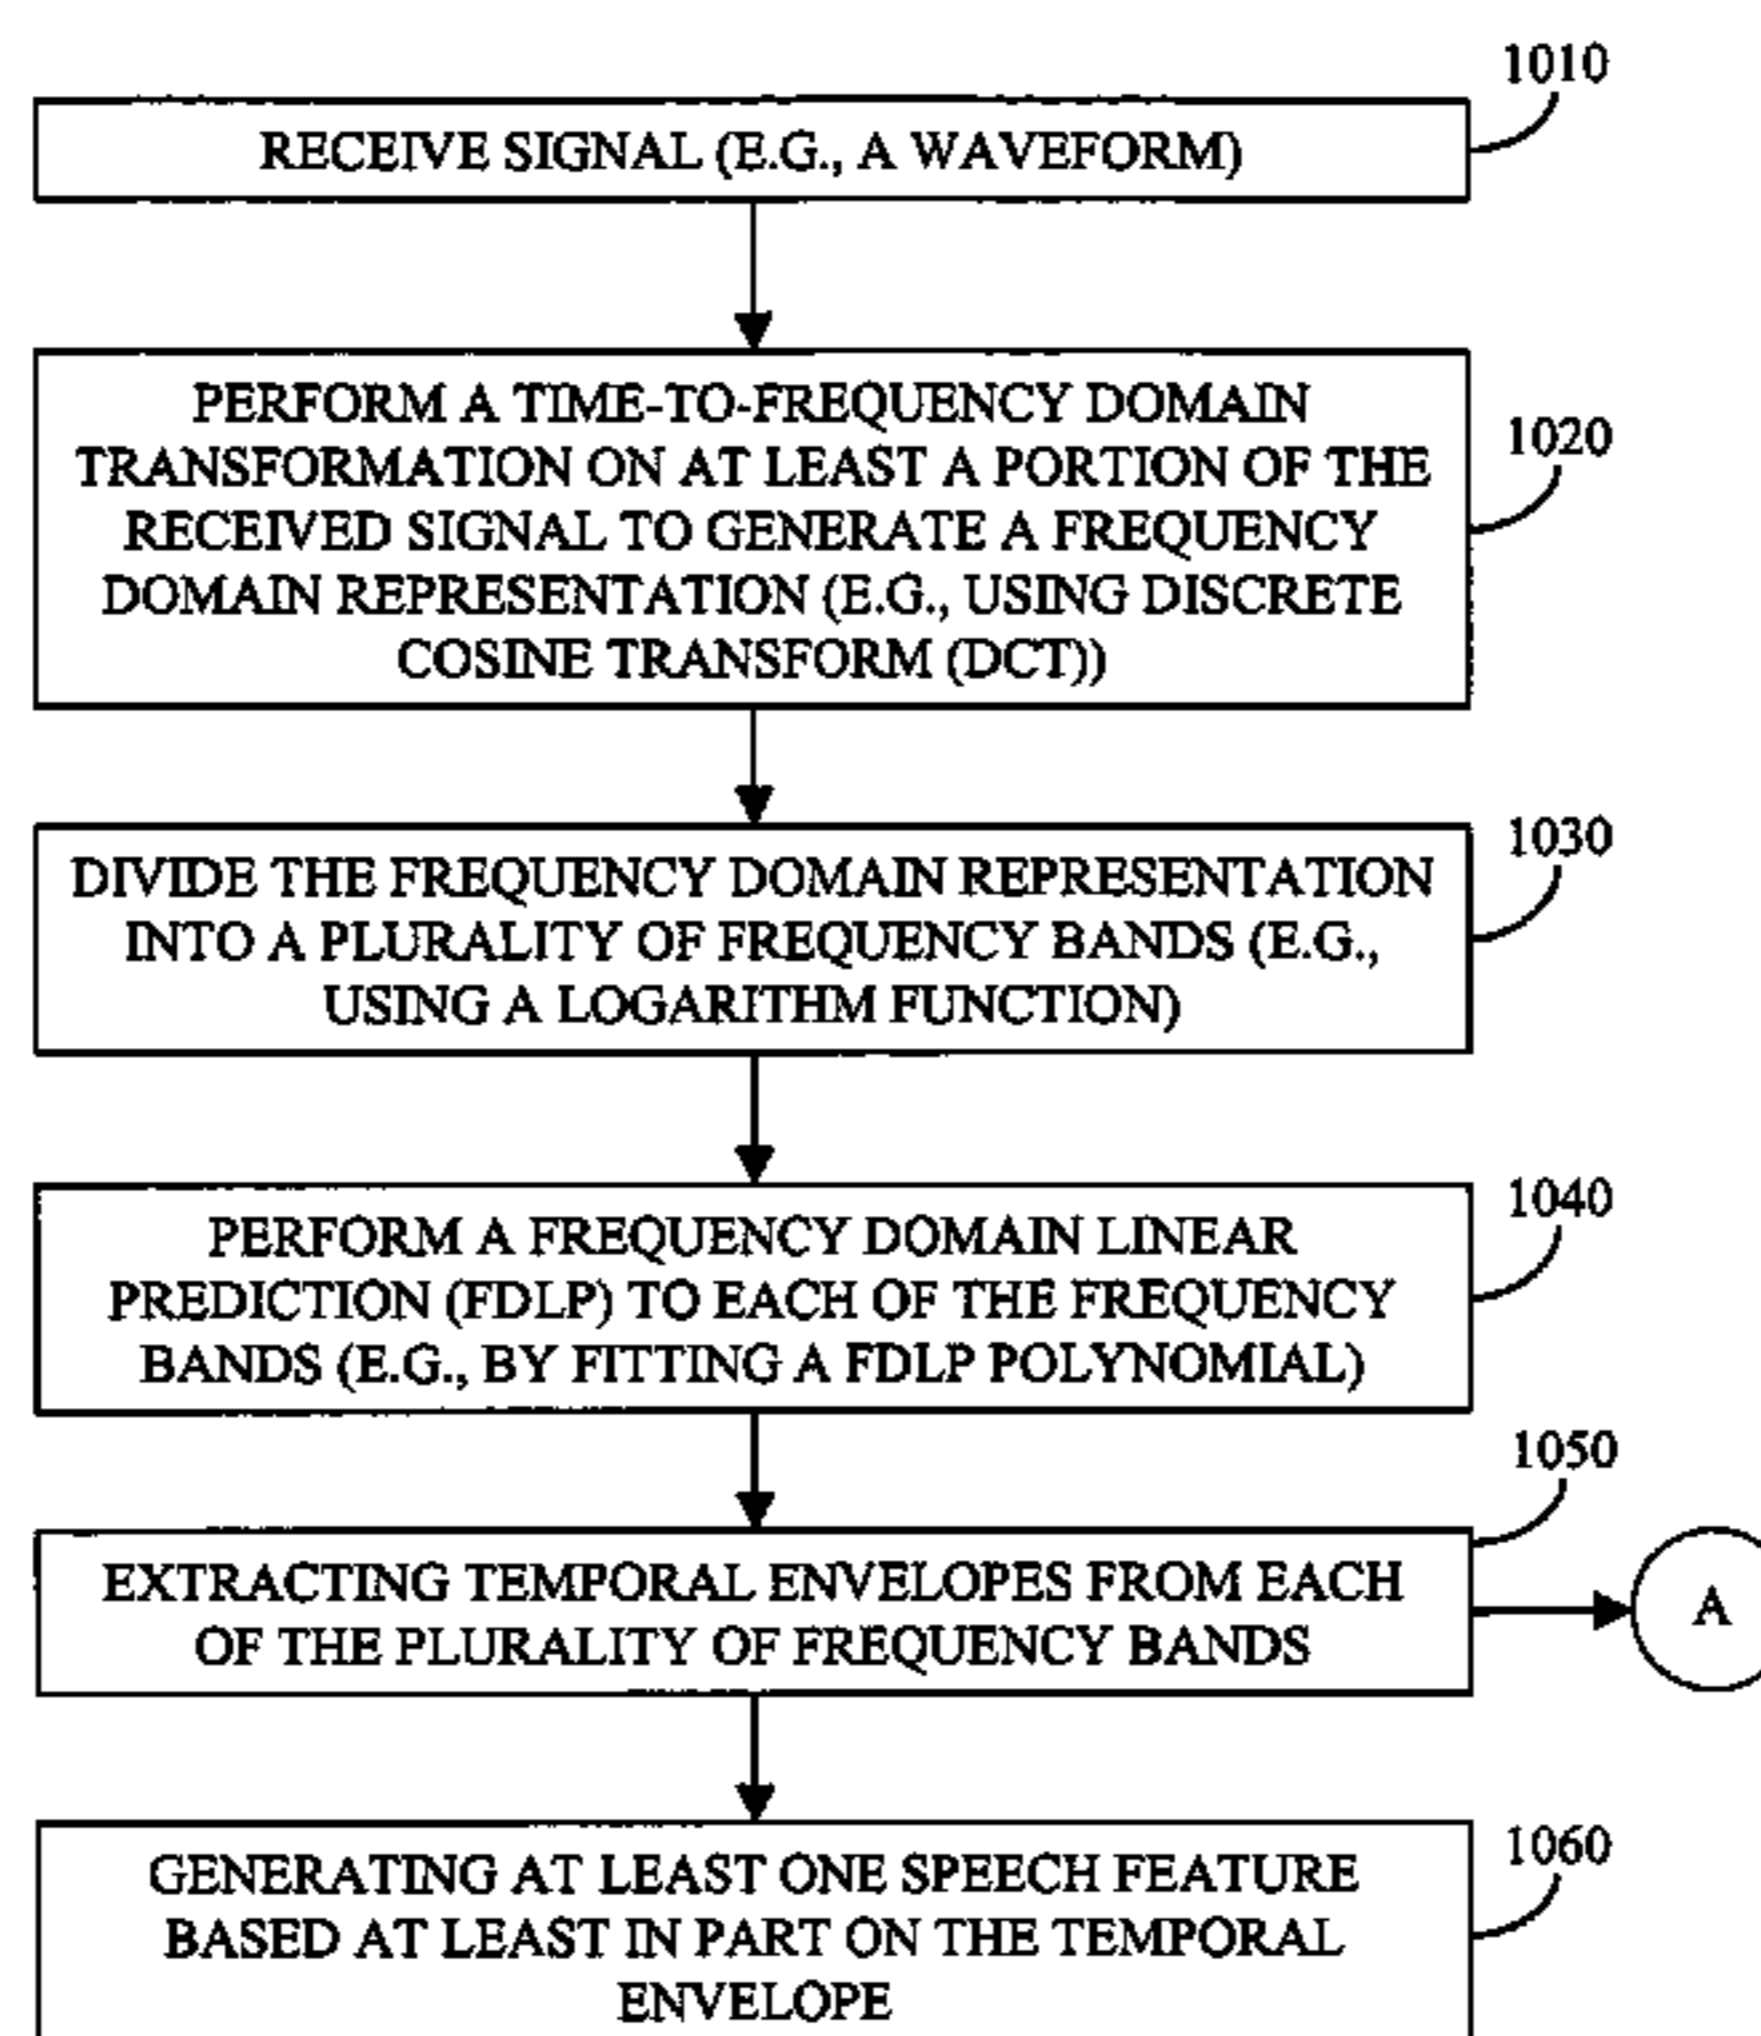 1010
RECEIVE SIGNAL (E.G., A WAVEFORM)
1020
PERFORM A TIME-TO-FREQUENCY DOMAIN
TRANSFORMATION ON AT LEAST A PORTION OF THE
RECEIVED SIGNAL TO GENERATE A FREQUENCY
DOMAIN REPRESENTATION (E.G., USING DISCRETE
COSINE TRANSFORM (DCT))
1030
DIVIDE THE FREQUENCY DOMAIN REPRESENTATION
INTO A PLURALITY OF FREQUENCY BANDS (E.G.,
USING A LOGARITHM FUNCTION)
1040
PERFORM A FREQUENCY DOMAIN LINEAR
PREDICTION (FDLP) TO EACH OF THE FREQUENCY
BANDS (E.G., BY FITTING A FDLP POLYNOMIAL)
1050
EXTRACTING TEMPORAL ENVELOPES FROM EACH
OF THE PLURALITY OF FREQUENCY BANDS
A
1060
GENERATING AT LEAST ONE SPEECH FEATURE
BASED AT LEAST IN PART ON THE TEMPORAL
ENVELOPE